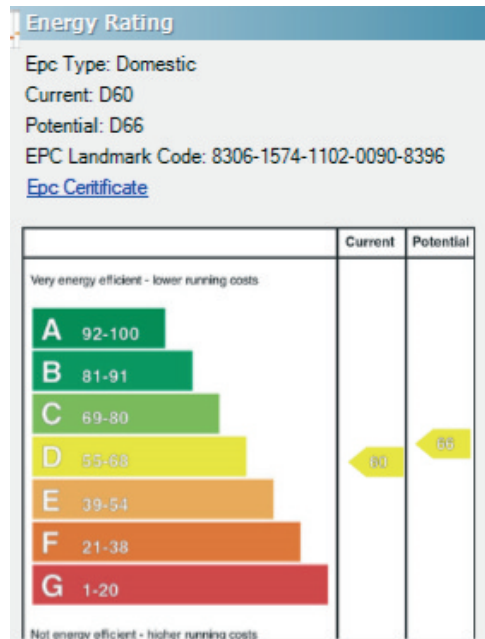 Energy Rating
Epc Type: Domestic
Current: D60
Potential: D66
EPC Landmark Code: 8306-1574-1102-0090-8396
Epc Ceritificate
Current Potential
Very energy efficient - lower running costs
A 92-100
B 81-91
C 69-80
D 55-68
60
66
E 39-54
F 21-38
G 1-20
Not energy efficient - higher running costs